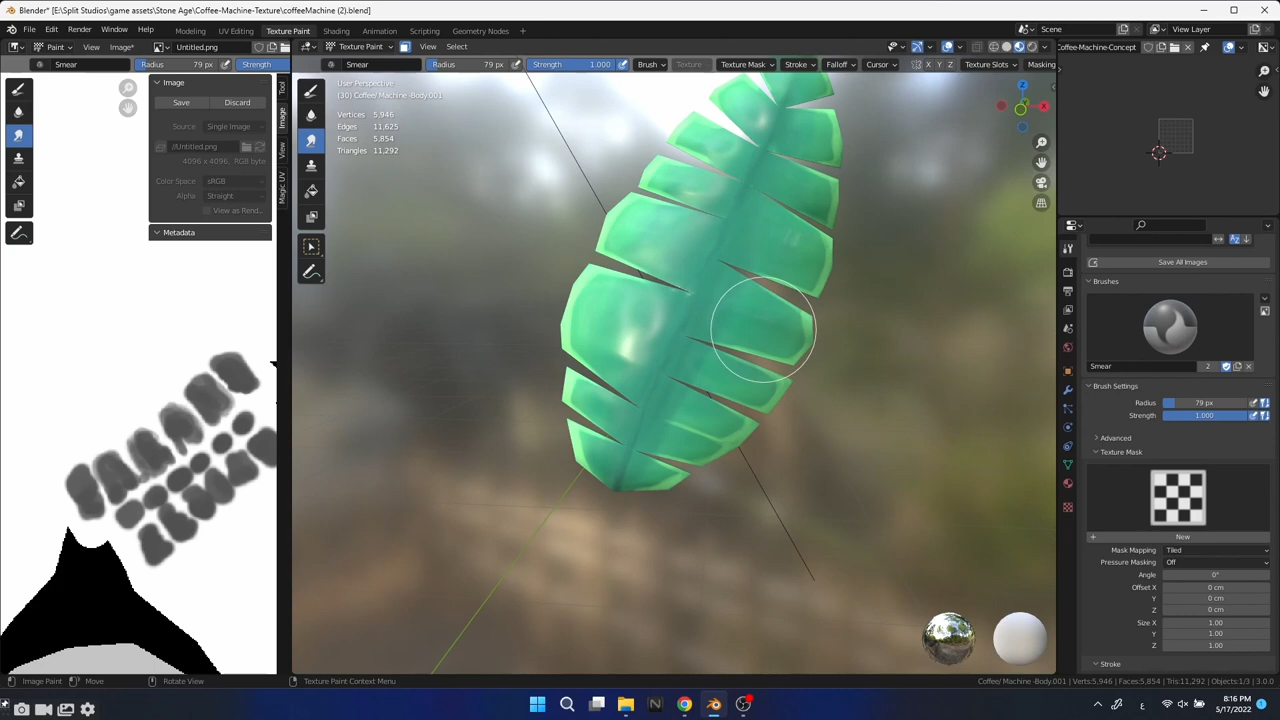 Blender* [E:\Split Studios\game assets\Stone Age\Coffee-Machine-Texture\coffeeMachine (2).blend]
File Edit Render Window Help Modeling UV Editing Texture Paint Shading Animation Rendering Compositing Scripting Geometry Nodes Scene View Layer
Paint View Image* Untitled.png Texture Paint View Select Coffee-Machine-Concept
Smear Radius 79 px Strength Smear Radius 79 px Strength 1.000 Brush Texture Texture Mask Stroke Falloff Cursor X Y Z Texture Slots Masking
Image
Save Discard
Source Single Image
//Untitled.png
4096 x 4096, RGB byte
Color Space sRGB
Alpha Straight
View as Rend...
Metadata
Tool
Image
View
Magic UV
User Perspective
(30) Coffee/ Machine -Body.001
Vertices 5,946
Edges 11,625
Faces 5,854
Triangles 11,292
Z
X
Save All Images
Brushes
Smear 2
Brush Settings
Radius 79 px
Strength 1.000
Advanced
Texture Mask
New
Mask Mapping Tiled
Pressure Masking Off
Angle 0°
Offset X 0 cm
Y 0 cm
Z 0 cm
Size X 1.00
Y 1.00
Z 1.00
Stroke
Image Paint Move Rotate View Texture Paint Context Menu Coffee/ Machine -Body.001 | Verts:5,946 | Faces:5,854 | Tris:11,292 | Objects:1/3 | 3.0.0
N ع 8:16 PM
5/17/2022